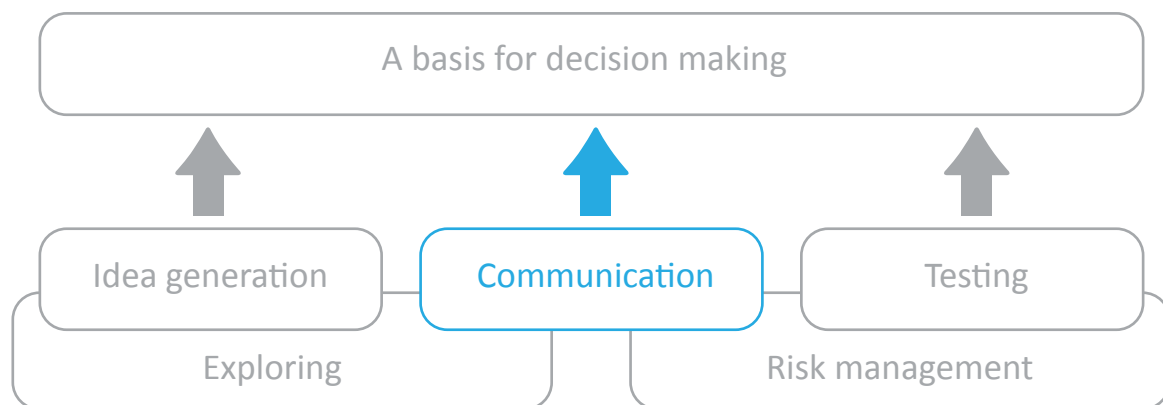 A basis for decision making
Idea generation
Communication
Testing
Exploring
Risk management